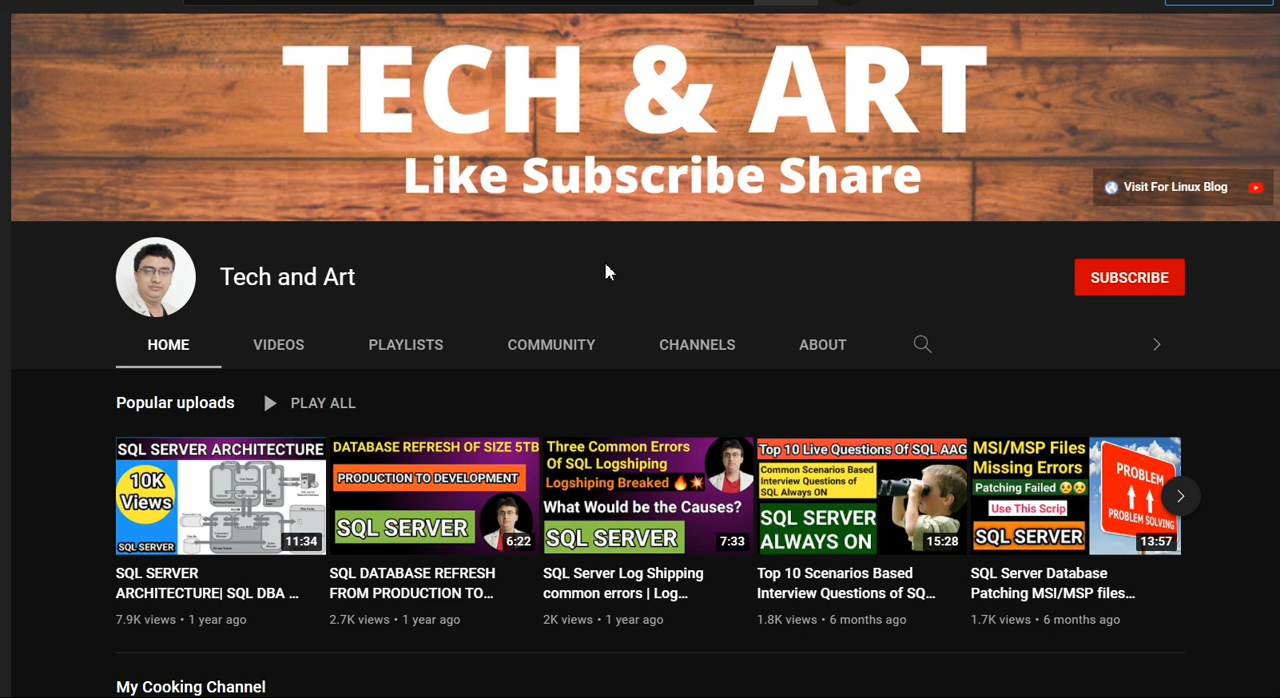 TECH & ART
Like Subscribe Share
Visit For Linux Blog
Tech and Art
SUBSCRIBE
HOME
VIDEOS
PLAYLISTS
COMMUNITY
CHANNELS
ABOUT
Popular uploads
PLAY ALL
SQL SERVER ARCHITECTURE
10K
Views
SQL SERVER
11:34
DATABASE REFRESH OF SIZE 5TB
PRODUCTION TO DEVELOPMENT
SQL SERVER
6:22
Three Common Errors
Of SQL Logshiping
Logshiping Breaked 🔥💥
What Would be the Causes?
SQL SERVER
7:33
Top 10 Live Questions Of SQL AAG
Common Scenarios Based
Interview Questions of
SQL Always ON
SQL SERVER
ALWAYS ON
15:28
MSI/MSP Files
Missing Errors
Patching Failed 😥😥
Use This Scrip
SQL SERVER
PROBLEM
PROBLEM SOLVING
13:57
SQL SERVER
ARCHITECTURE| SQL DBA ...
7.9K views • 1 year ago
SQL DATABASE REFRESH
FROM PRODUCTION TO...
2.7K views • 1 year ago
SQL Server Log Shipping
common errors | Log...
2K views • 1 year ago
Top 10 Scenarios Based
Interview Questions of SQ...
1.8K views • 6 months ago
SQL Server Database
Patching MSI/MSP files...
1.7K views • 6 months ago
My Cooking Channel